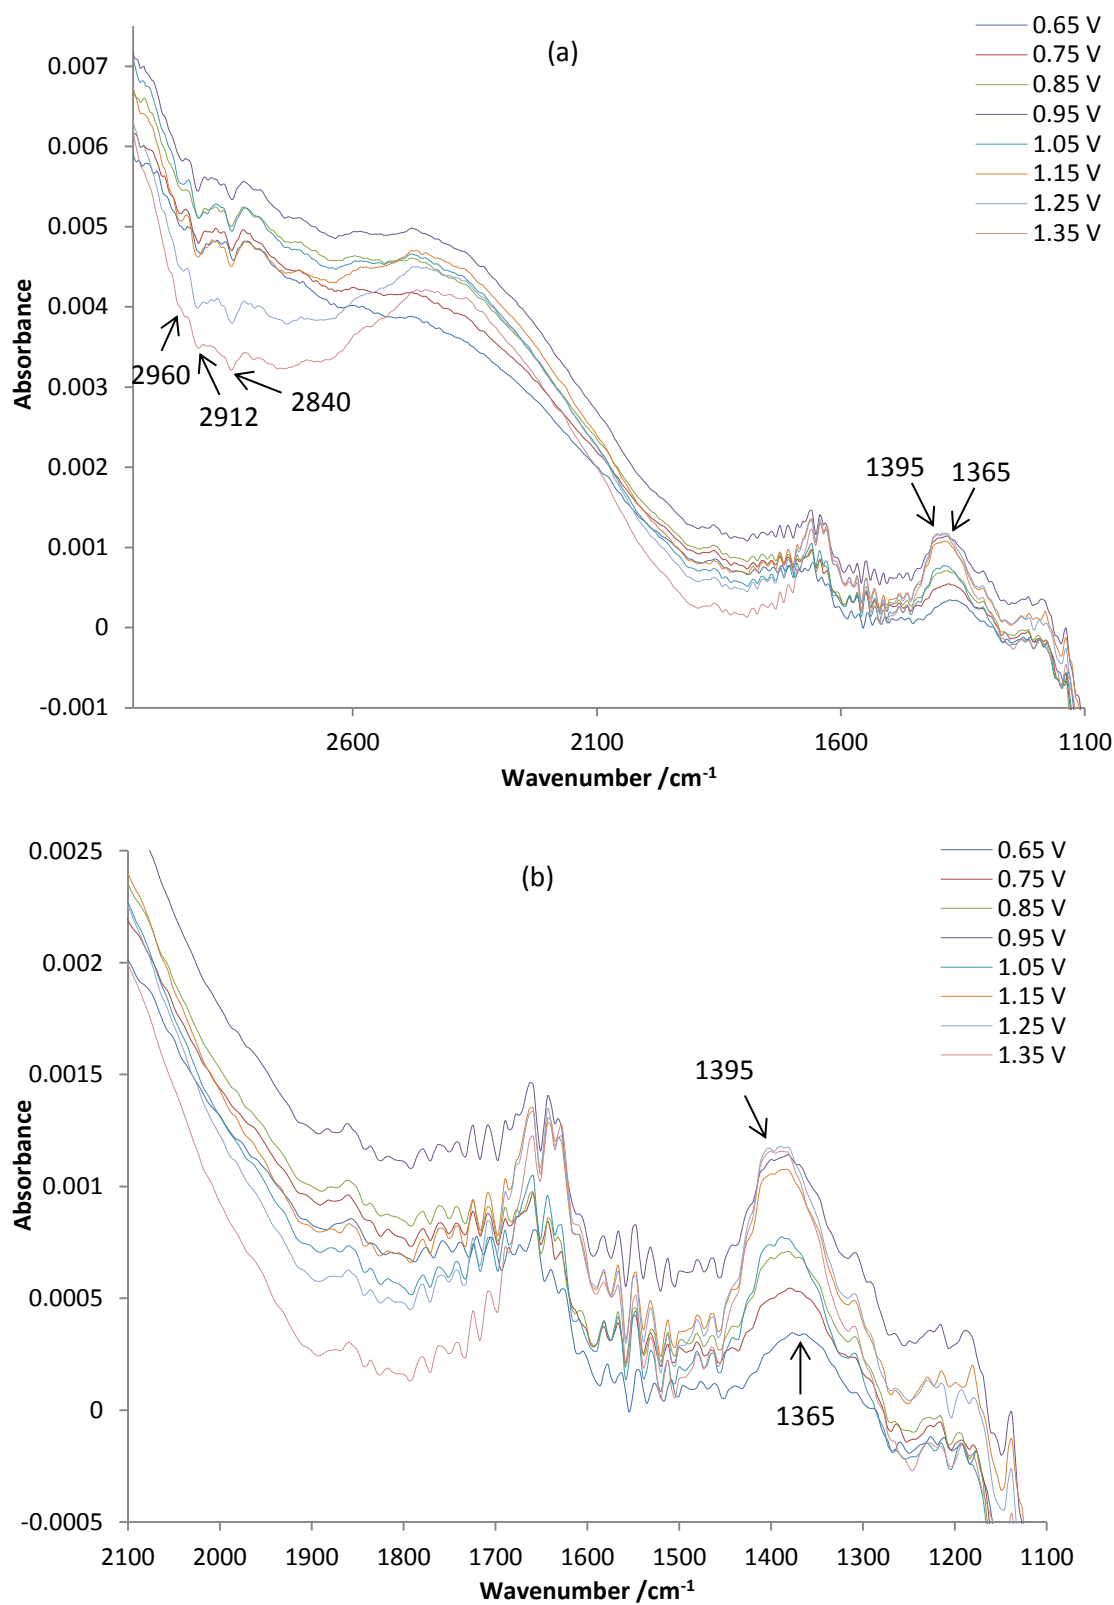 (a)
0.65 V
0.75 V
0.85 V
0.95 V
1.05 V
1.15 V
1.25 V
1.35 V
0.007
0.006
0.005
0.004
0.003
0.002
0.001
0
-0.001
Absorbance
2960
2912
2840
1395
1365
2600
2100
1600
1100
Wavenumber /cm-1
(b)
0.65 V
0.75 V
0.85 V
0.95 V
1.05 V
1.15 V
1.25 V
1.35 V
0.0025
0.002
0.0015
0.001
0.0005
0
-0.0005
Absorbance
1395
1365
2100
2000
1900
1800
1700
1600
1500
1400
1300
1200
1100
Wavenumber /cm-1